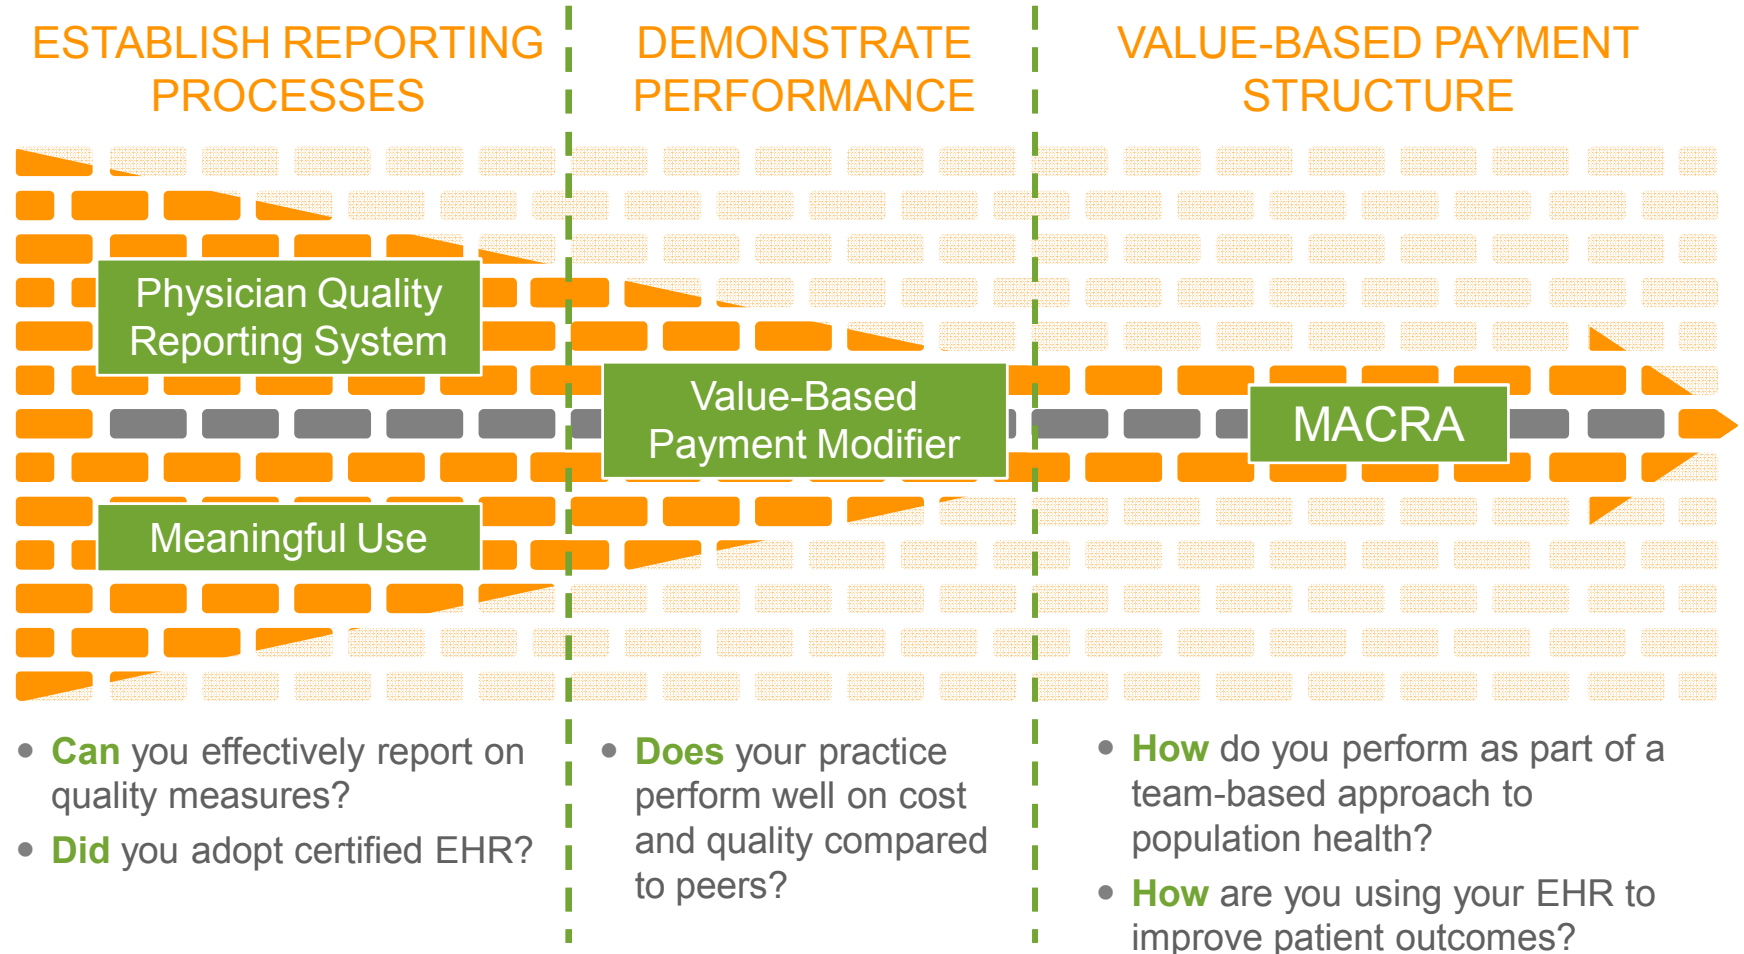 ESTABLISH REPORTING
PROCESSES
DEMONSTRATE
PERFORMANCE
VALUE-BASED PAYMENT
STRUCTURE
Physician Quality
Reporting System
Meaningful Use
Value-Based
Payment Modifier
MACRA
• Can you effectively report on
quality measures?
• Did you adopt certified EHR?
• Does your practice
perform well on cost
and quality compared
to peers?
• How do you perform as part of a
team-based approach to
population health?
• How are you using your EHR to
improve patient outcomes?